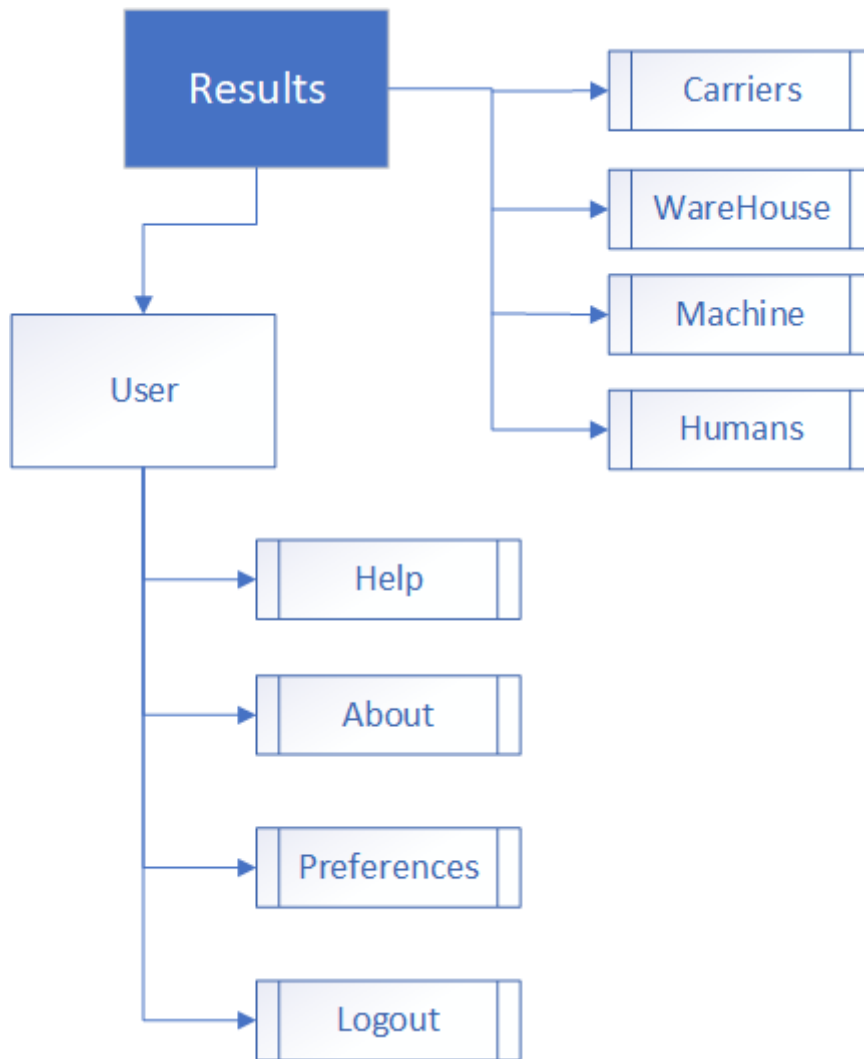 Results
Carriers
WareHouse
Machine
Humans
User
Help
About
Preferences
Logout